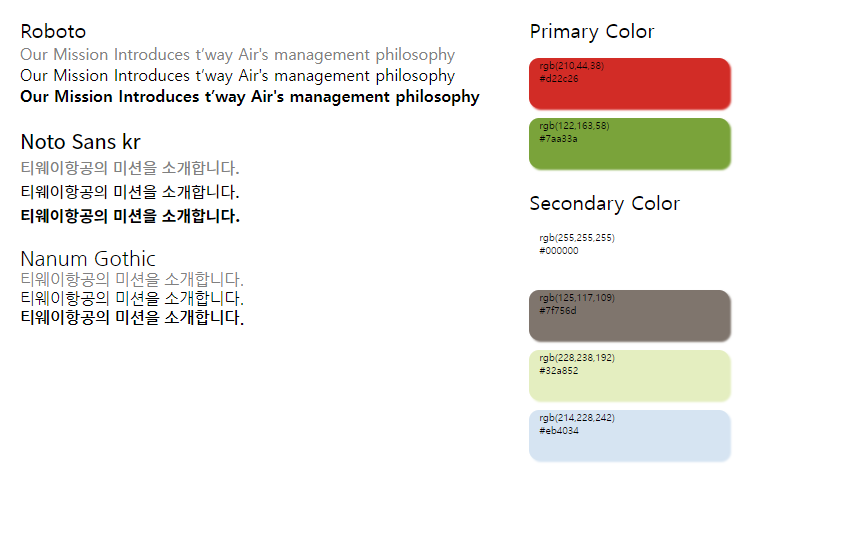 Roboto
Our Mission Introduces t’way Air's management philosophy
Our Mission Introduces t’way Air's management philosophy
Our Mission Introduces t’way Air's management philosophy
Noto Sans kr
티웨이항공의 미션을 소개합니다.
티웨이항공의 미션을 소개합니다.
티웨이항공의 미션을 소개합니다.
Nanum Gothic
티웨이항공의 미션을 소개합니다.
티웨이항공의 미션을 소개합니다.
티웨이항공의 미션을 소개합니다.
Primary Color
rgb(210,44,38)
#d22c26
rgb(122,163,58)
#7aa33a
Secondary Color
rgb(255,255,255)
#000000
rgb(125,117,109)
#7f756d
rgb(228,238,192)
#32a852
rgb(214,228,242)
#eb4034